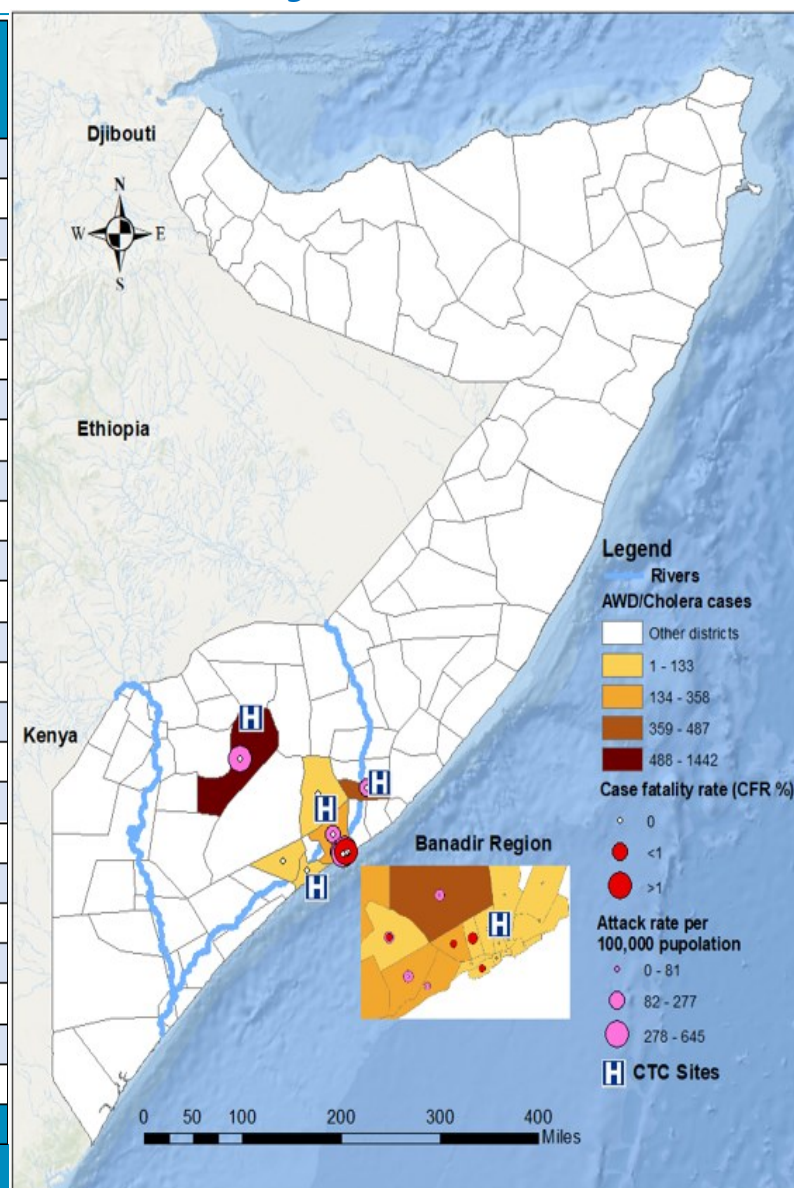 Djibouti
N
W
E
S
Ethiopia
Kenya
H
H
H
H
Banadir Region
H
Legend
Rivers
AWD/Cholera cases
Other districts
1 - 133
134 - 358
359 - 487
488 - 1442
Case fatality rate (CFR %)
0
<1
>1
Attack rate per
100,000 pupolation
0 - 81
82 - 277
278 - 645
H CTC Sites
0 50 100 200 300 400
Miles